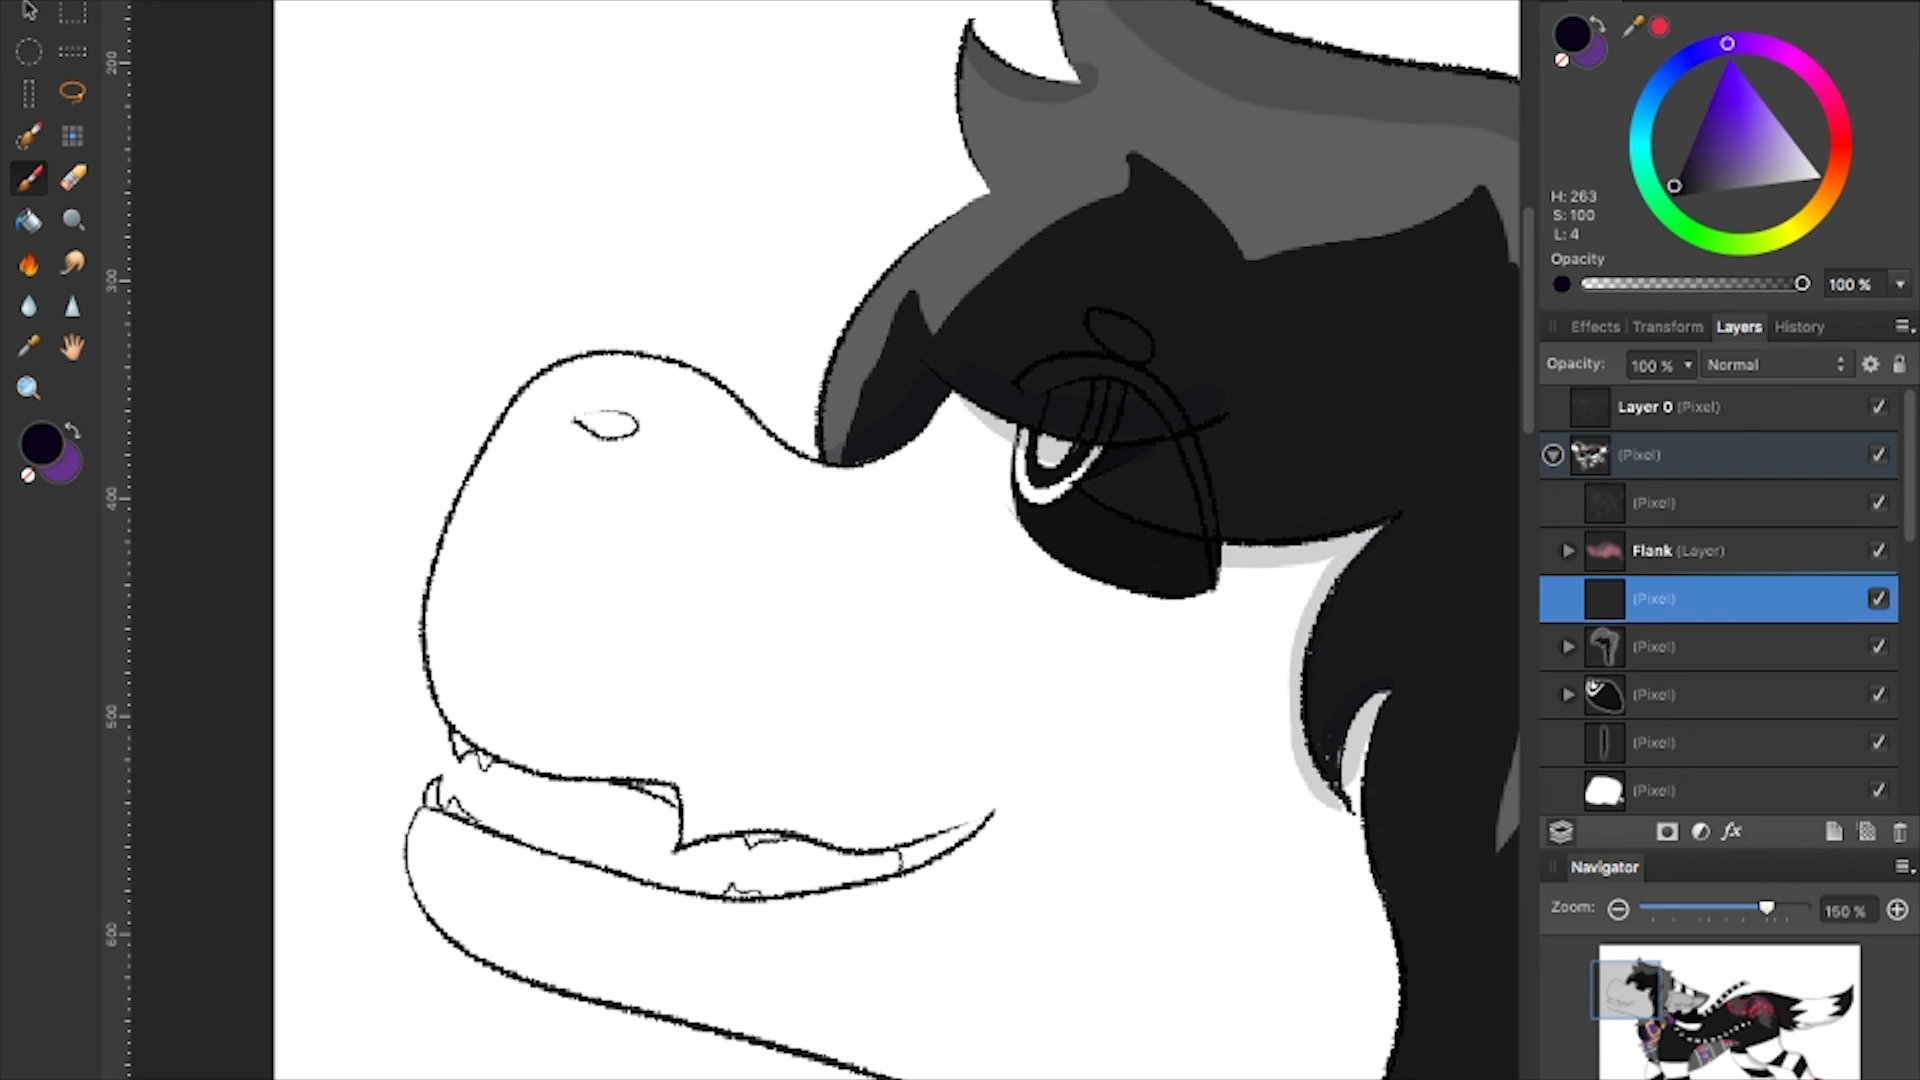 200
300
400
500
600
H: 263
S: 100
L: 4
Opacity
100 %
Effects Transform Layers History
Opacity: 100 % Normal
Layer 0 (Pixel)
(Pixel)
(Pixel)
Flank (Layer)
(Pixel)
(Pixel)
(Pixel)
(Pixel)
(Pixel)
fx
Navigator
Zoom: 150 %